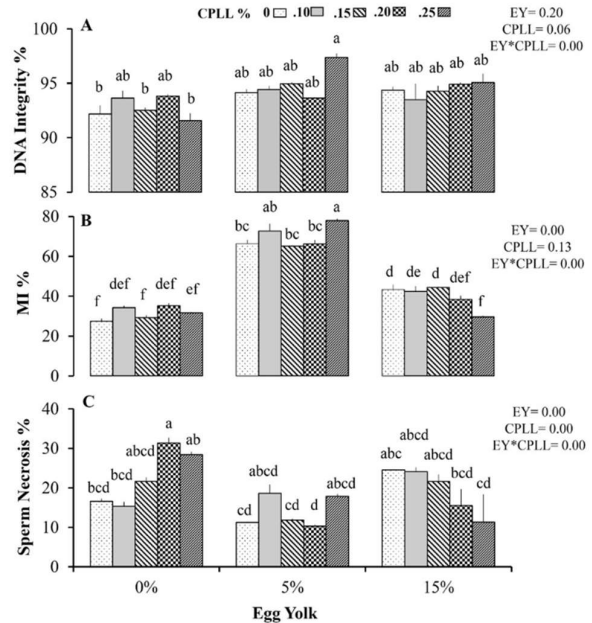 CPLL % 0 .10 .15 .20 .25
A
EY= 0.20
CPLL= 0.06
EY*CPLL= 0.00
DNA Integrity %
100
95
90
85
b ab b ab b
ab ab ab ab a
ab ab ab ab ab
B
EY= 0.00
CPLL= 0.13
EY*CPLL= 0.00
MI %
80
60
40
20
0
f def f def ef
bc ab bc bc a
d de d def f
C
EY= 0.00
CPLL= 0.00
EY*CPLL= 0.00
Sperm Necrosis %
40
30
20
10
0
bcd bcd abcd a ab
cd abcd cd d abcd
abc abcd abcd bcd cd
0% 5% 15%
Egg Yolk